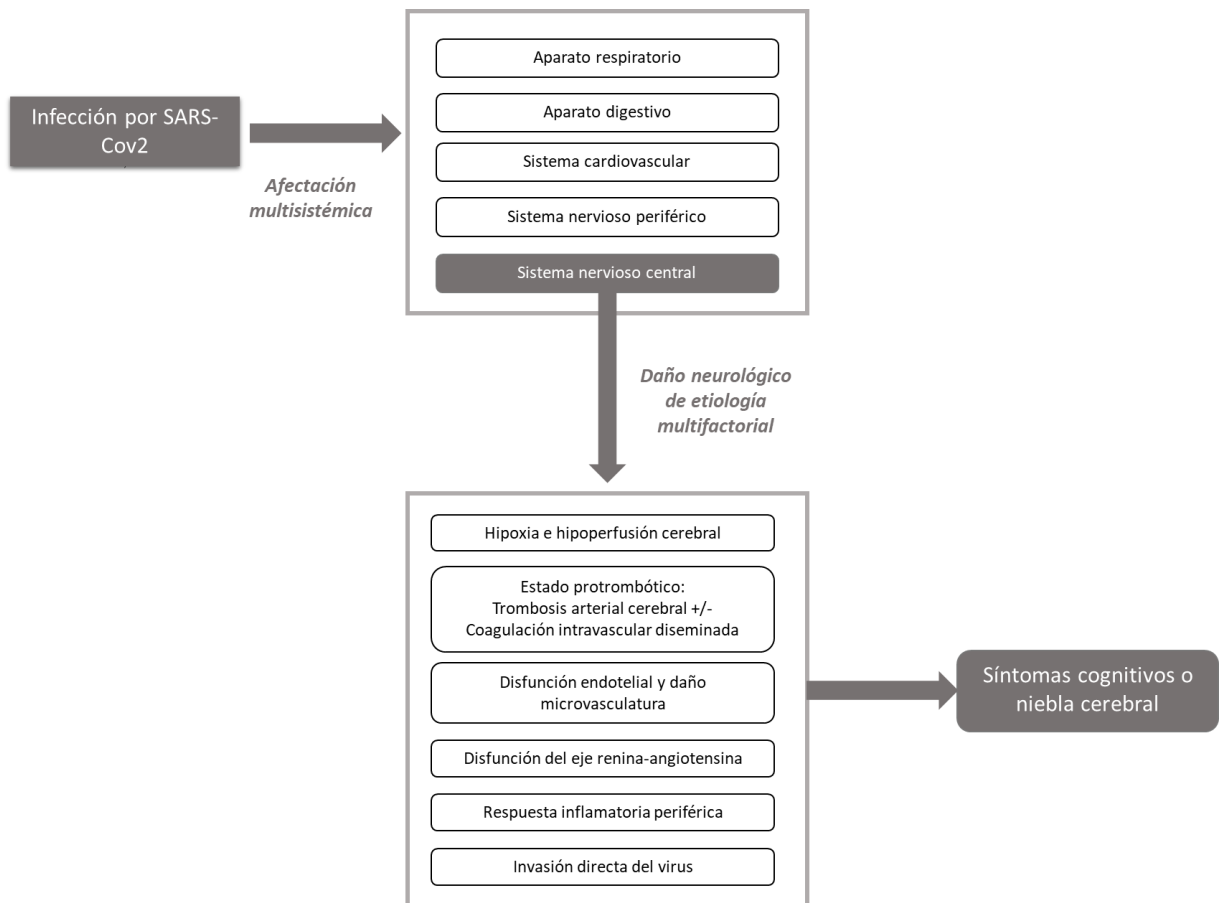 Infección por SARS-
Cov2
Afectación
multisistémica
Aparato respiratorio
Aparato digestivo
Sistema cardiovascular
Sistema nervioso periférico
Sistema nervioso central
Daño neurológico
de etiología
multifactorial
Hipoxia e hipoperfusión cerebral
Estado protrombótico:
Trombosis arterial cerebral +/-
Coagulación intravascular diseminada
Disfunción endotelial y daño
microvasculatura
Disfunción del eje renina-angiotensina
Respuesta inflamatoria periférica
Invasión directa del virus
Síntomas cognitivos o
niebla cerebral